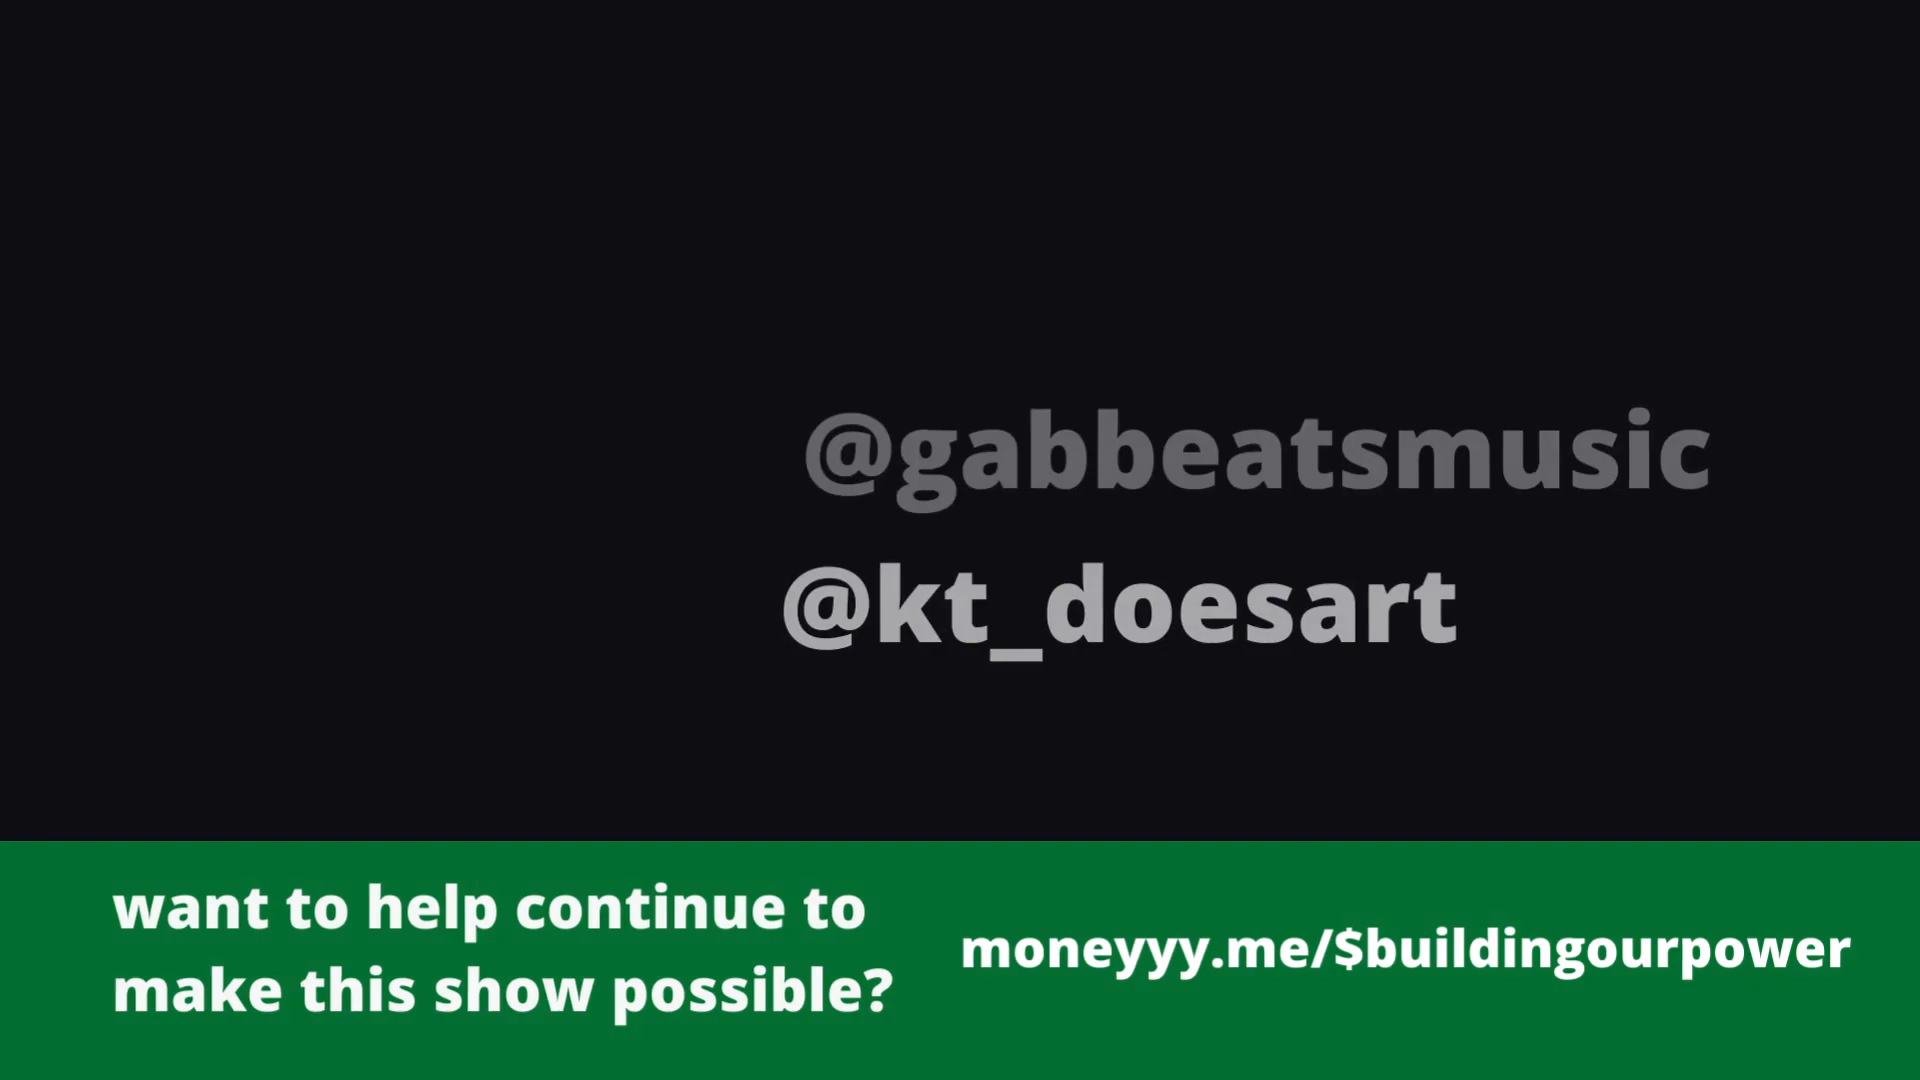 @gabbeatsmusic
@kt_doesart
want to help continue to
make this show possible?
moneyyy.me/$buildingourpower